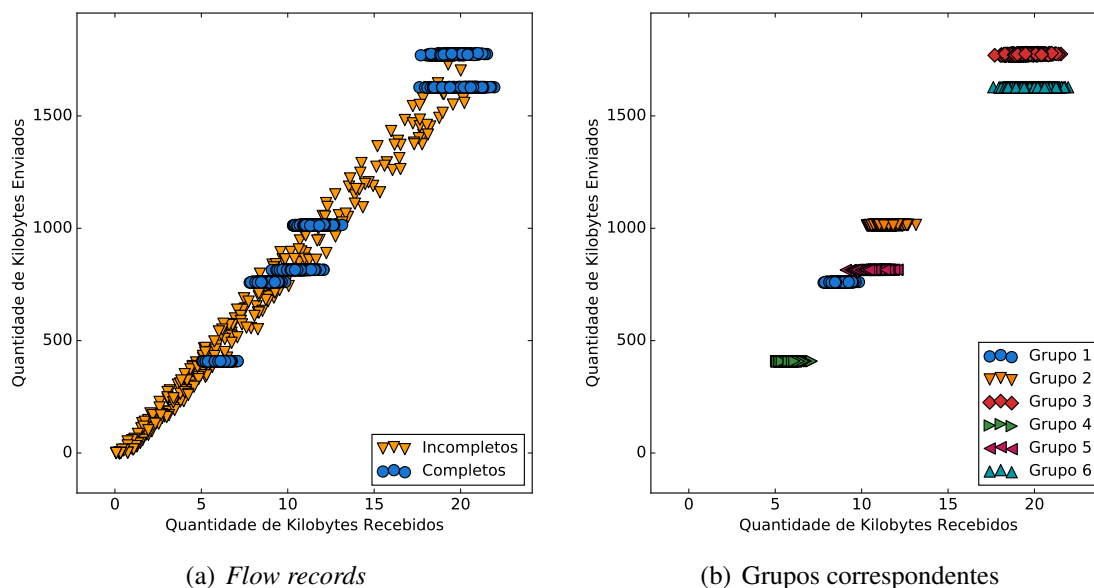 Quantidade de Kilobytes Enviados
1500
1000
500
0
0 5 10 15 20
Quantidade de Kilobytes Recebidos
Incompletos
Completos
(a) Flow records
Quantidade de Kilobytes Enviados
1500
1000
500
0
0 5 10 15 20
Quantidade de Kilobytes Recebidos
Grupo 1
Grupo 2
Grupo 3
Grupo 4
Grupo 5
Grupo 6
(b) Grupos correspondentes